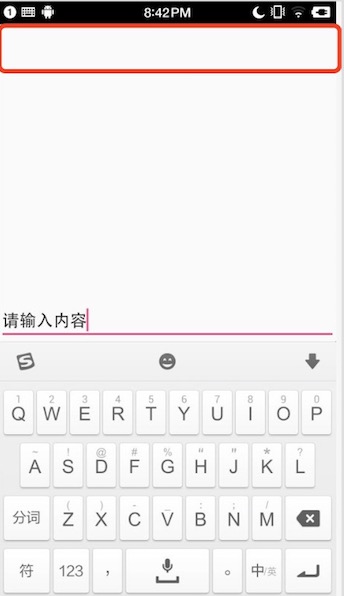 1 8:42PM
请输入内容
S
1 2 3 4 5 6 7 8 9 0
Q W E R T Y U I O P
~ ! @ # % “ ” * ?
A S D F G H J K L
( ) - _ : ; /
分词 Z X C V B N M
符 123 , 。 中/英